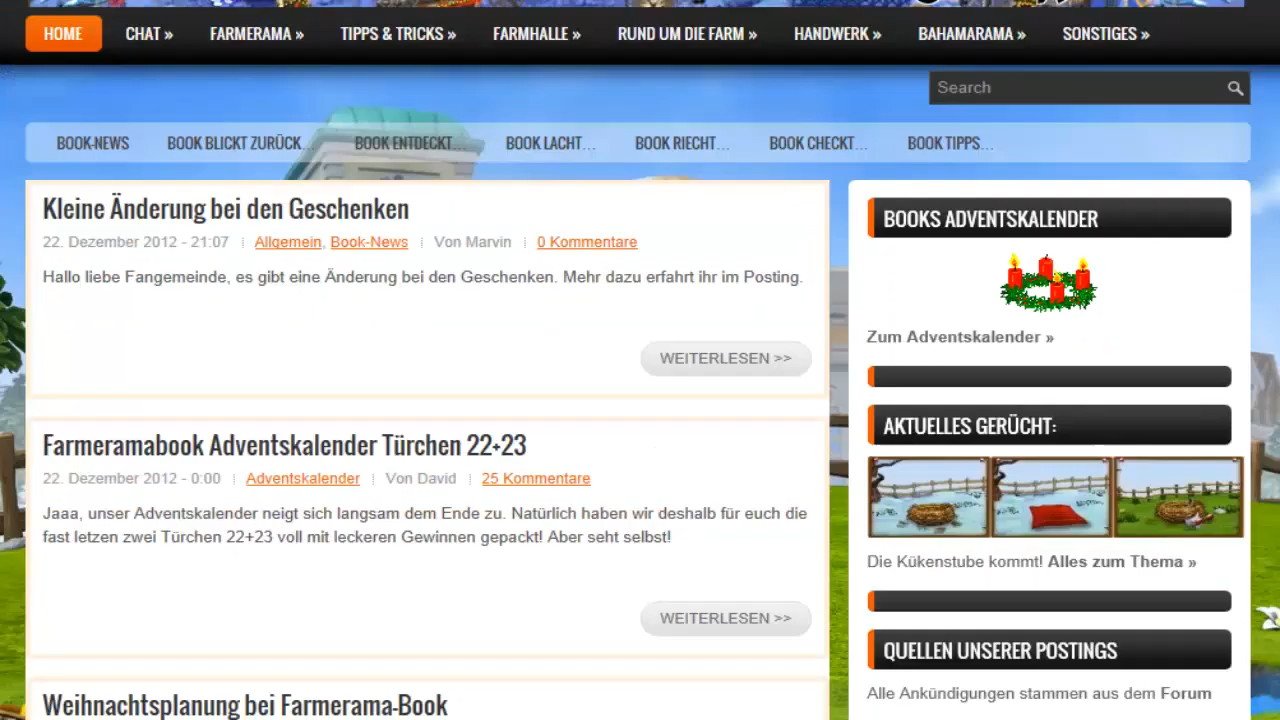 HOME
CHAT »
FARMERAMA »
TIPPS & TRICKS »
FARMHALLE »
RUND UM DIE FARM »
HANDWERK »
BAHAMARAMA »
SONSTIGES »
Search
BOOK-NEWS
BOOK BLICKT ZURÜCK…
BOOK ENTDECKT…
BOOK LACHT…
BOOK RIECHT…
BOOK CHECKT…
BOOK TIPPS…
Kleine Änderung bei den Geschenken
22. Dezember 2012 - 21:07 Allgemein, Book-News Von Marvin 0 Kommentare
Hallo liebe Fangemeinde, es gibt eine Änderung bei den Geschenken. Mehr dazu erfahrt ihr im Posting.
WEITERLESEN >>
Farmeramabook Adventskalender Türchen 22+23
22. Dezember 2012 - 0:00 Adventskalender Von David 25 Kommentare
Jaaa, unser Adventskalender neigt sich langsam dem Ende zu. Natürlich haben wir deshalb für euch die
fast letzen zwei Türchen 22+23 voll mit leckeren Gewinnen gepackt! Aber seht selbst!
WEITERLESEN >>
Weihnachtsplanung bei Farmerama-Book
BOOKS ADVENTSKALENDER
Zum Adventskalender »
AKTUELLES GERÜCHT:
Die Kükenstube kommt! Alles zum Thema »
QUELLEN UNSERER POSTINGS
Alle Ankündigungen stammen aus dem Forum